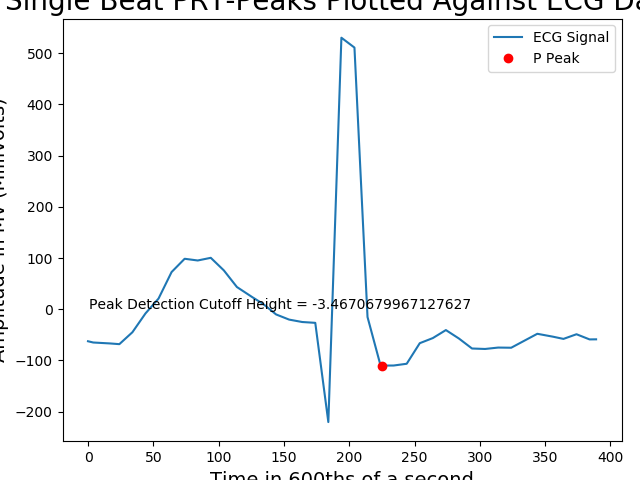 Single Beat PRT-Peaks Plotted Against ECG Da
ECG Signal
P Peak
Amplitude in MV (Millivolts)
500
400
300
200
100
0
−100
−200
Peak Detection Cutoff Height = -3.4670679967127627
0 50 100 150 200 250 300 350 400
Time in 600ths of a second